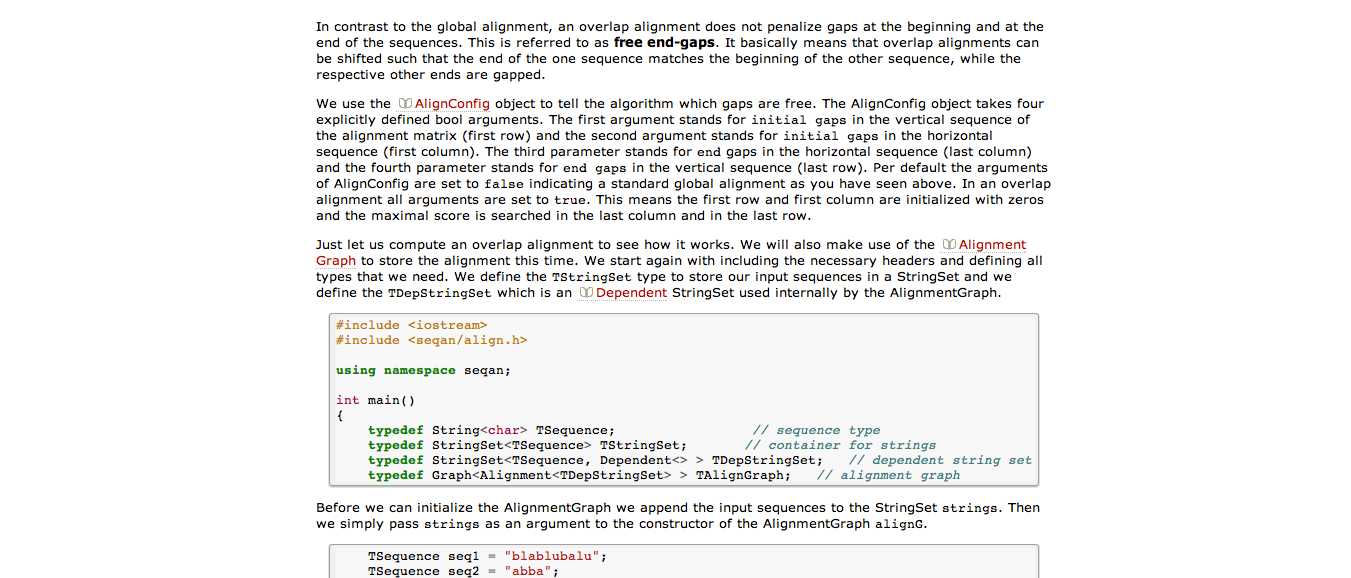 In contrast to the global alignment, an overlap alignment does not penalize gaps at the beginning and at the
end of the sequences. This is referred to as free end-gaps. It basically means that overlap alignments can
be shifted such that the end of the one sequence matches the beginning of the other sequence, while the
respective other ends are gapped.
We use the AlignConfig object to tell the algorithm which gaps are free. The AlignConfig object takes four
explicitly defined bool arguments. The first argument stands for initial gaps in the vertical sequence of
the alignment matrix (first row) and the second argument stands for initial gaps in the horizontal
sequence (first column). The third parameter stands for end gaps in the horizontal sequence (last column)
and the fourth parameter stands for end gaps in the vertical sequence (last row). Per default the arguments
of AlignConfig are set to false indicating a standard global alignment as you have seen above. In an overlap
alignment all arguments are set to true. This means the first row and first column are initialized with zeros
and the maximal score is searched in the last column and in the last row.
Just let us compute an overlap alignment to see how it works. We will also make use of the Alignment
Graph to store the alignment this time. We start again with including the necessary headers and defining all
types that we need. We define the TStringSet type to store our input sequences in a StringSet and we
define the TDepStringSet which is an Dependent StringSet used internally by the AlignmentGraph.
#include <iostream>
#include <seqan/align.h>
using namespace seqan;
int main()
{
typedef String<char> TSequence; // sequence type
typedef StringSet<TSequence> TStringSet; // container for strings
typedef StringSet<TSequence, Dependent<> > TDepStringSet; // dependent string set
typedef Graph<Alignment<TDepStringSet> > TAlignGraph; // alignment graph
Before we can initialize the AlignmentGraph we append the input sequences to the StringSet strings. Then
we simply pass strings as an argument to the constructor of the AlignmentGraph alignG.
TSequence seq1 = "blablubalu";
TSequence seq2 = "abba";